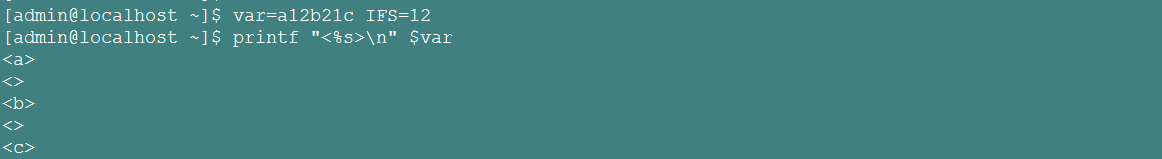 [admin@localhost ~]$ var=a12b21c IFS=12
[admin@localhost ~]$ printf "<%s>\n" $var
<a>
<>
<b>
<>
<c>